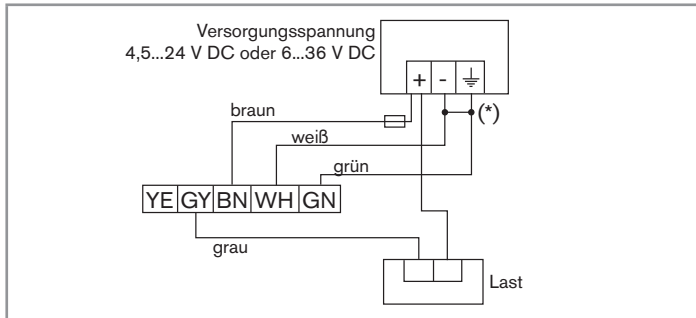 Versorgungsspannung
4,5...24 V DC oder 6...36 V DC
+ -
(*)
braun
weiß
grün
YE GY BN WH GN
grau
Last